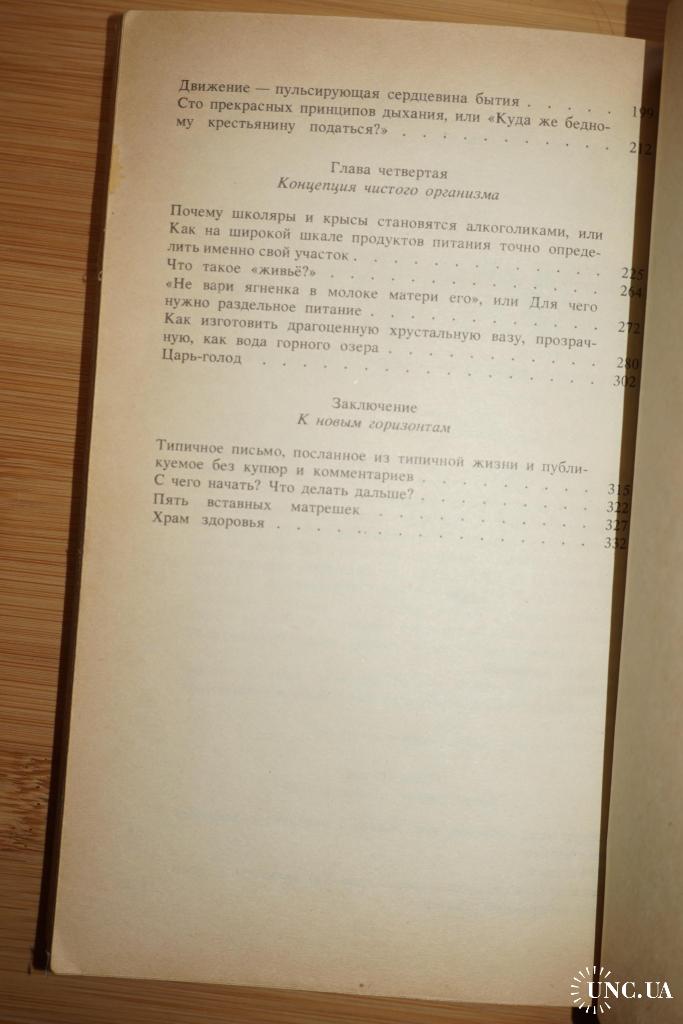 Движение — пульсирующая сердцевина бытия . . . . . 199
Сто прекрасных принципов дыхания, или «Куда же бедно-
му крестьянину податься?» . . . . . . . . . . 212
Глава четвертая
Концепция чистого организма
Почему школяры и крысы становятся алкоголиками, или
Как на широкой шкале продуктов питания точно опреде-
лить именно свой участок . . . . . . . . . . . 225
Что такое «живьё?» . . . . . . . . . . . . 264
«Не вари ягненка в молоке матери его», или Для чего
нужно раздельное питание . . . . . . . . . . 272
Как изготовить драгоценную хрустальную вазу, прозрач-
ную, как вода горного озера . . . . . . . . . . 280
Царь-голод . . . . . . . . . . . . . . 302
Заключение
К новым горизонтам
Типичное письмо, посланное из типичной жизни и публи-
куемое без купюр и комментариев . . . . . . . . 315
С чего начать? Что делать дальше? . . . . . . . . 322
Пять вставных матрешек . . . . . . . . . . 327
Храм здоровья . . . . . . . . . . . . . 332
UNC.UA